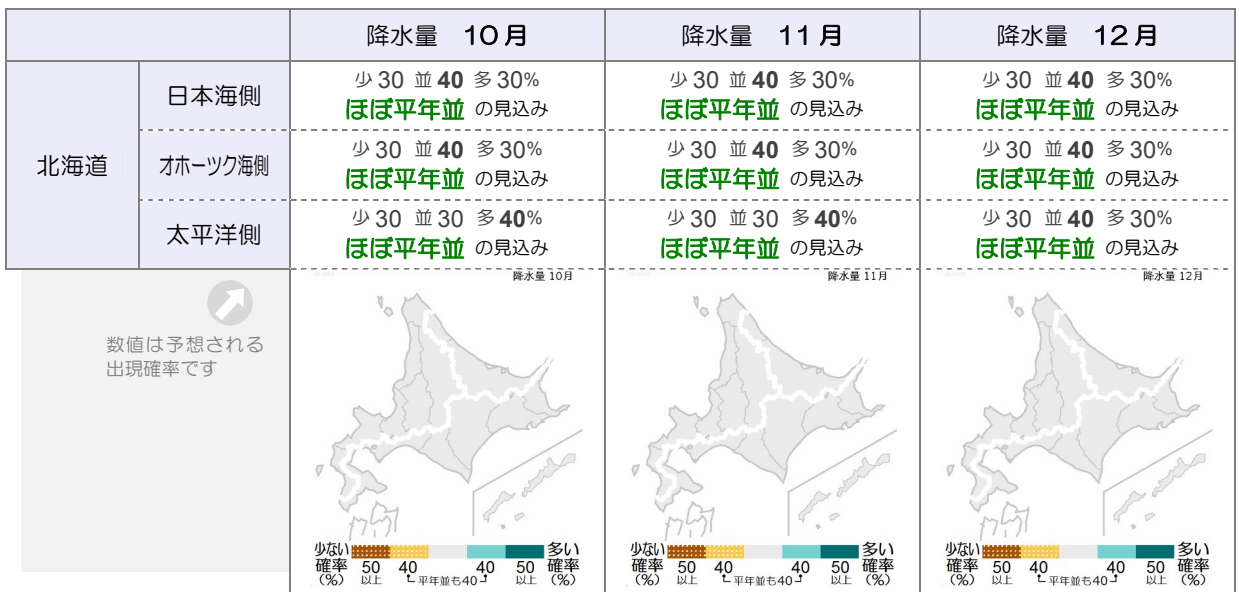 降水量 10月
降水量 11月
降水量 12月
北海道
日本海側
少30 並40 多30%
ほぼ平年並 の見込み
少30 並40 多30%
ほぼ平年並 の見込み
少30 並40 多30%
ほぼ平年並 の見込み
オホーツク海側
少30 並40 多30%
ほぼ平年並 の見込み
少30 並40 多30%
ほぼ平年並 の見込み
少30 並40 多30%
ほぼ平年並 の見込み
太平洋側
少30 並30 多40%
ほぼ平年並 の見込み
少30 並30 多40%
ほぼ平年並 の見込み
少30 並40 多30%
ほぼ平年並 の見込み
数値は予想される
出現確率です
降水量 10月
少ない
確率
(%)
50
以上
40
平年並も40
40
50
以上
多い
確率
(%)
降水量 11月
少ない
確率
(%)
50
以上
40
平年並も40
40
50
以上
多い
確率
(%)
降水量 12月
少ない
確率
(%)
50
以上
40
平年並も40
40
50
以上
多い
確率
(%)